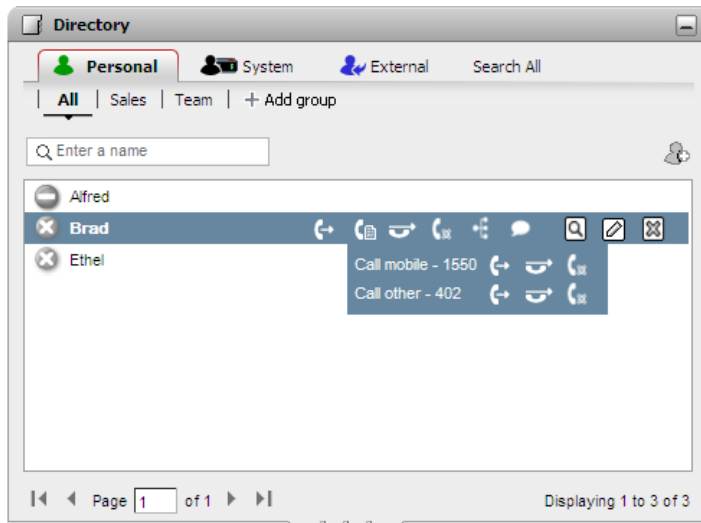 Directory
Personal System External Search All
All Sales Team + Add group
Enter a name
Alfred
Brad
Ethel
Call mobile - 1550
Call other - 402
Page 1 of 1 Displaying 1 to 3 of 3